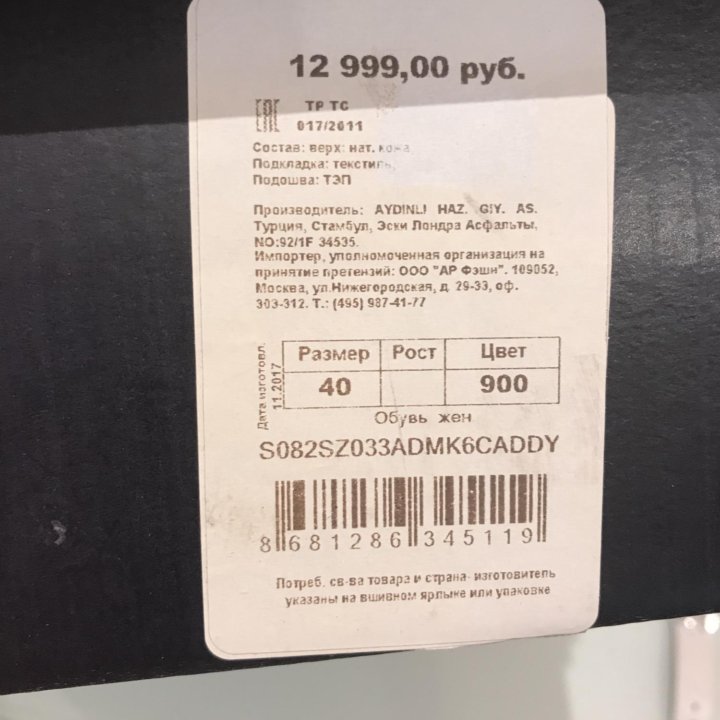 12 999,00 руб.
EAC ТР ТС
017/2011
Состав: верх: нат. кожа
Подкладка: текстиль,
Подошва: ТЭП
Производитель: AYDINLI HAZ. GIY. AS.
Турция, Стамбул, Эски Лондра Асфальты,
NO:92/1F 34535.
Импортер, уполномоченная организация на
принятие претензий: ООО "АР Фэшн". 109052,
Москва, ул.Нижегородская, д. 29-33, оф.
303-312. Т.: (495) 987-41-77
Дата изготовл.
11.2017
Размер Рост Цвет
40 900
Обувь жен
S082SZ033ADMK6CADDY
8 681286 345119
Потреб. св-ва товара и страна- изготовитель
указаны на вшивном ярлыке или упаковке